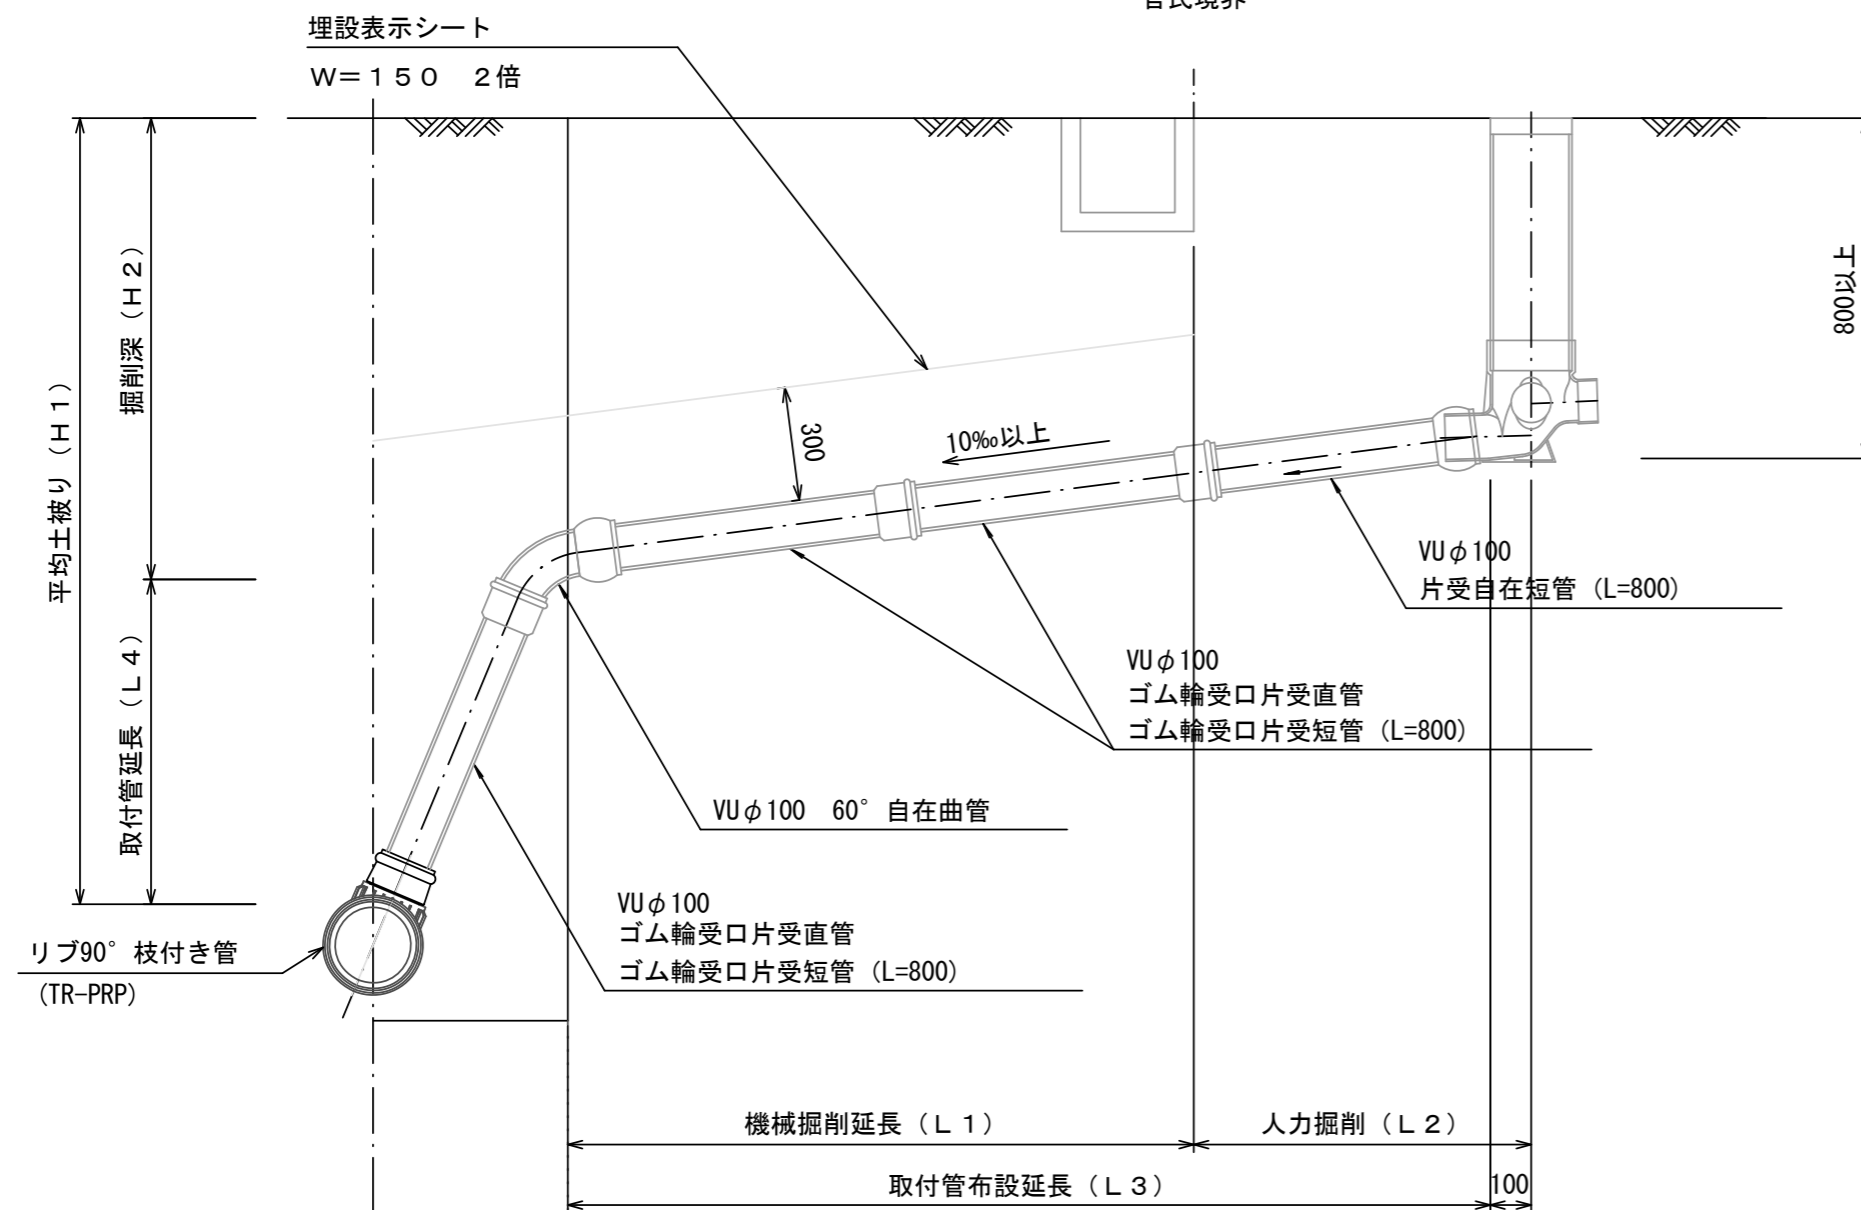 官民境界
埋設表示シート
W=150 2倍
平均土被り（H1）
掘削深（H2）
取付管延長（L4）
300
10‰以上
800以上
VUφ100
片受自在短管（L=800）
VUφ100
ゴム輪受口片受直管
ゴム輪受口片受短管（L=800）
VUφ100 60°自在曲管
VUφ100
ゴム輪受口片受直管
ゴム輪受口片受短管（L=800）
リブ90°枝付き管
（TR-PRP）
機械掘削延長（L1）
人力掘削（L2）
取付管布設延長（L3）
100